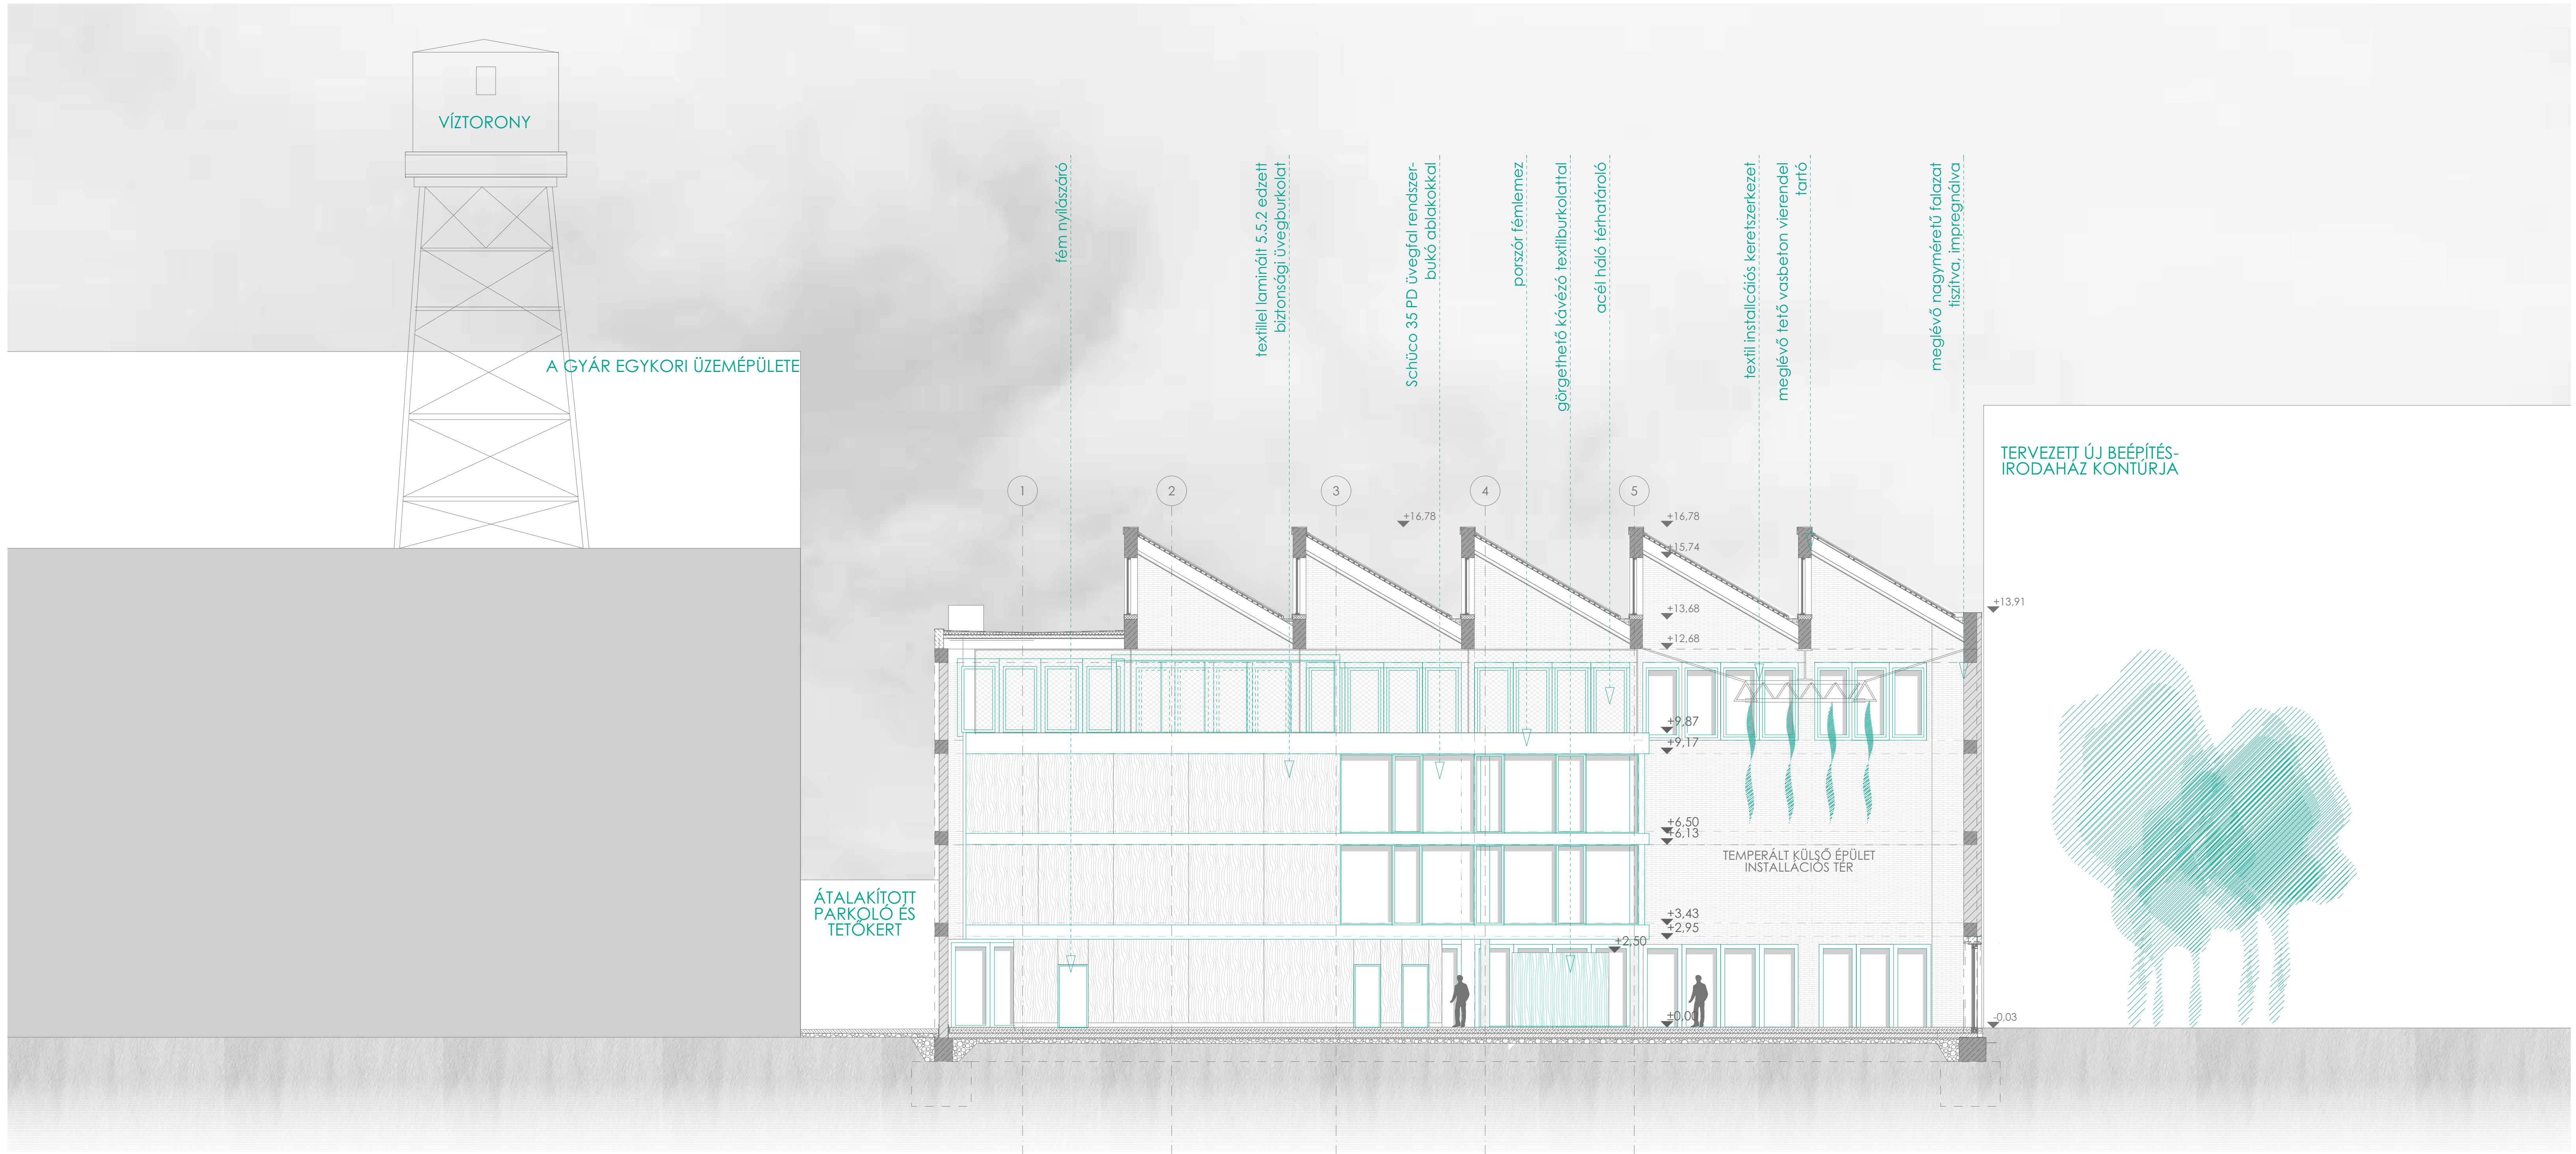 VÍZTORONY
A GYÁR EGYKORI ÜZEMÉPÜLETE
fém nyílászáró
textillel laminált 5.5.2 edzett
biztonsági üvegburkolat
Schüco 35 PD üvegfal rendszer-
bukó ablakokkal
porszór fémlemez
görgethető kávézó textilburkolattal
acél háló térhatároló
textil installcáiós keretszerkezet
meglévő tető vasbeton vierendel
tartó
meglévő nagyméretű falazat
tiszítva, impregnálva
TERVEZETT ÚJ BEÉPÍTÉS-
IRODAHÁZ KONTÚRJA
1
2
3
4
5
+16,78
+16,78
+15,74
+13,91
+13,68
+12,68
+9,87
+9,17
+6,50
+6,13
TEMPERÁLT KÜLSŐ ÉPÜLET
INSTALLÁCIÓS TÉR
ÁTALAKÍTOTT
PARKOLÓ ÉS
TETŐKERT
+3,43
+2,95
+2,50
±0,00
-0,03